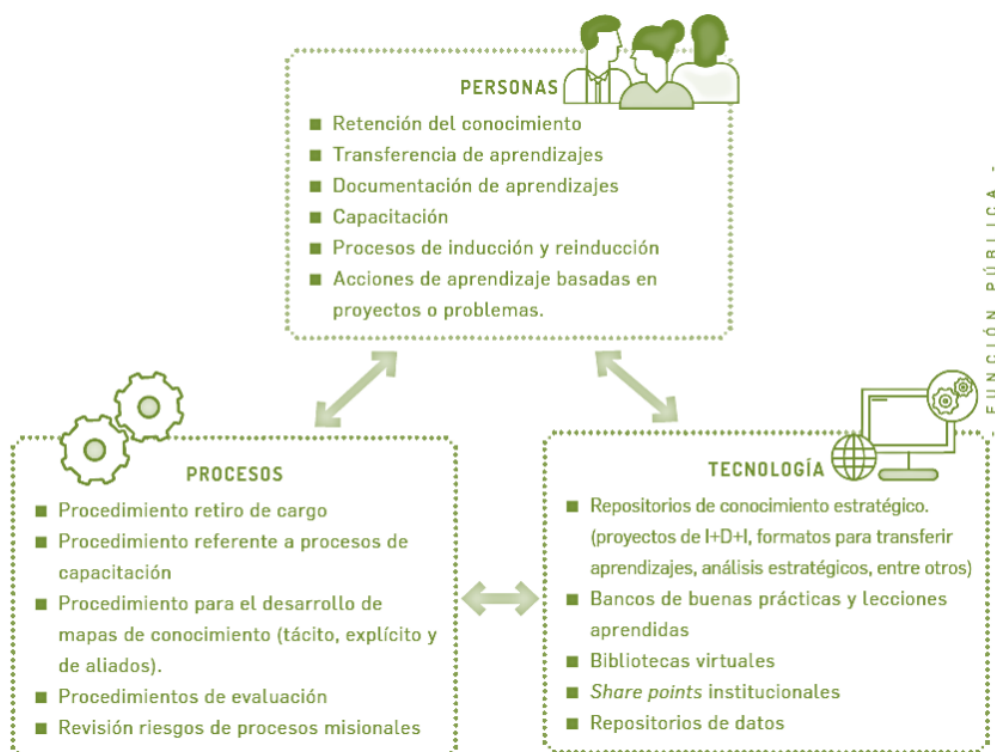 PERSONAS
■ Retención del conocimiento
■ Transferencia de aprendizajes
■ Documentación de aprendizajes
■ Capacitación
■ Procesos de inducción y reinducción
■ Acciones de aprendizaje basadas en
proyectos o problemas.
PROCESOS
■ Procedimiento retiro de cargo
■ Procedimiento referente a procesos de
capacitación
■ Procedimiento para el desarrollo de
mapas de conocimiento (tácito, explícito y
de aliados).
■ Procedimientos de evaluación
■ Revisión riesgos de procesos misionales
TECNOLOGÍA
■ Repositorios de conocimiento estratégico.
(proyectos de I+D+I, formatos para transferir
aprendizajes, análisis estratégicos, entre otros)
■ Bancos de buenas prácticas y lecciones
aprendidas
■ Bibliotecas virtuales
■ Share points institucionales
■ Repositorios de datos
- FUNCIÓN PÚBLICA -